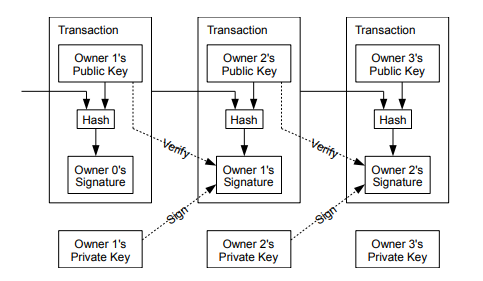 Transaction
Transaction
Transaction
Owner 1's
Public Key
Owner 2's
Public Key
Owner 3's
Public Key
Hash
Hash
Hash
Verify
Verify
Owner 0's
Signature
Owner 1's
Signature
Owner 2's
Signature
Sign
Sign
Owner 1's
Private Key
Owner 2's
Private Key
Owner 3's
Private Key